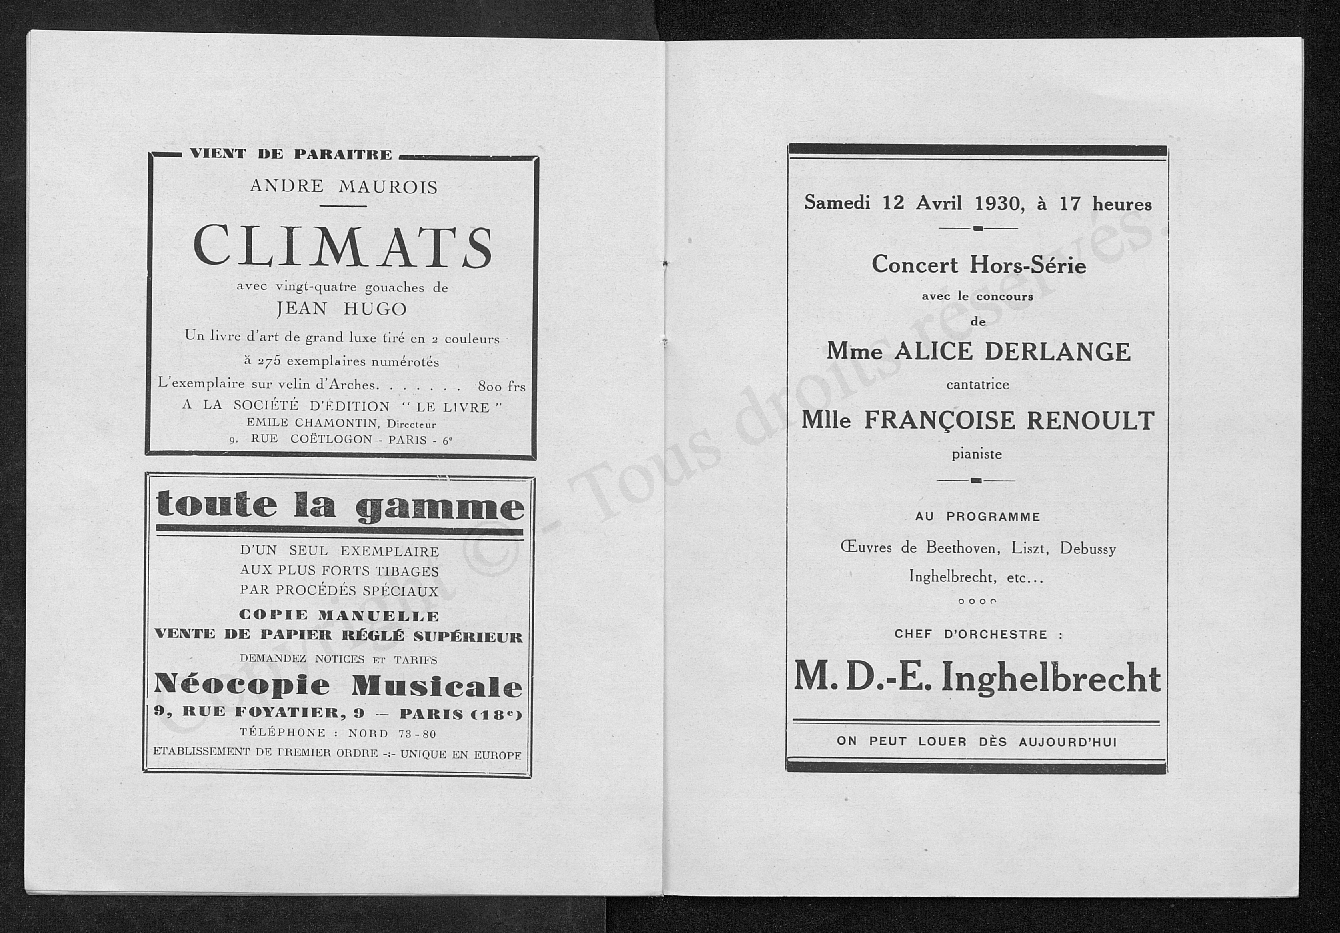 VIENT DE PARAITRE
ANDRE MAUROIS
CLIMATS
avec vingt-quatre gouaches de
JEAN HUGO
Un livre d'art de grand luxe tiré en 2 couleurs
à 275 exemplaires numérotés
L'exemplaire sur velin d'Arches. . . . . . . 800 frs
A LA SOCIÉTÉ D'ÉDITION "LE LIVRE"
EMILE CHAMONTIN, Directeur
9, RUE COËTLOGON - PARIS - 6e
toute la gamme
D'UN SEUL EXEMPLAIRE
AUX PLUS FORTS TIRAGES
PAR PROCÉDÉS SPÉCIAUX
COPIE MANUELLE
VENTE DE PAPIER RÉGLÉ SUPÉRIEUR
DEMANDEZ NOTICES ET TARIFS
Néocopie Musicale
9, RUE FOYATIER, 9 — PARIS (18e)
TÉLÉPHONE : NORD 73-80
ETABLISSEMENT DE PREMIER ORDRE -:- UNIQUE EN EUROPE
Samedi 12 Avril 1930, à 17 heures
Concert Hors-Série
avec le concours
de
Mme ALICE DERLANGE
cantatrice
Mlle FRANÇOISE RENOULT
pianiste
AU PROGRAMME
Œuvres de Beethoven, Liszt, Debussy
Inghelbrecht, etc...
CHEF D'ORCHESTRE :
M. D.-E. Inghelbrecht
ON PEUT LOUER DÈS AUJOURD'HUI
Copyright © - Tous droits réservés.